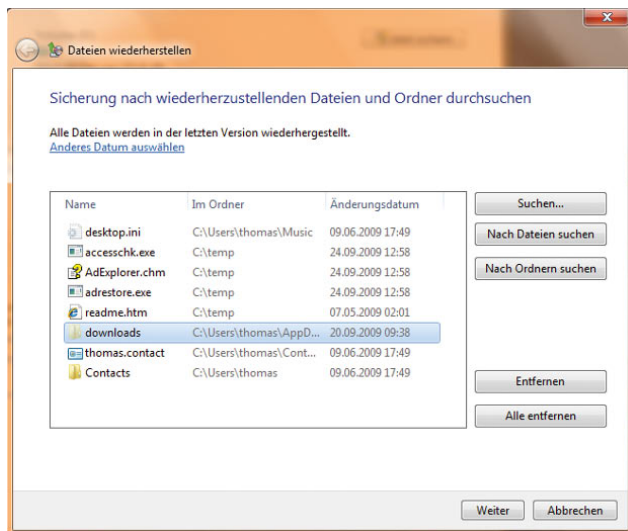 Dateien wiederherstellen
Sicherung nach wiederherzustellenden Dateien und Ordner durchsuchen
Alle Dateien werden in der letzten Version wiederhergestellt.
Anderes Datum auswählen
Name Im Ordner Änderungsdatum
desktop.ini C:\Users\thomas\Music 09.06.2009 17:49
accesschk.exe C:\temp 24.09.2009 12:58
AdExplorer.chm C:\temp 24.09.2009 12:58
adrestore.exe C:\temp 24.09.2009 12:58
readme.htm C:\temp 07.05.2009 02:01
downloads C:\Users\thomas\AppD... 20.09.2009 09:38
thomas.contact C:\Users\thomas\Cont... 09.06.2009 17:49
Contacts C:\Users\thomas 09.06.2009 17:49
Suchen...
Nach Dateien suchen
Nach Ordnern suchen
Entfernen
Alle entfernen
Weiter Abbrechen